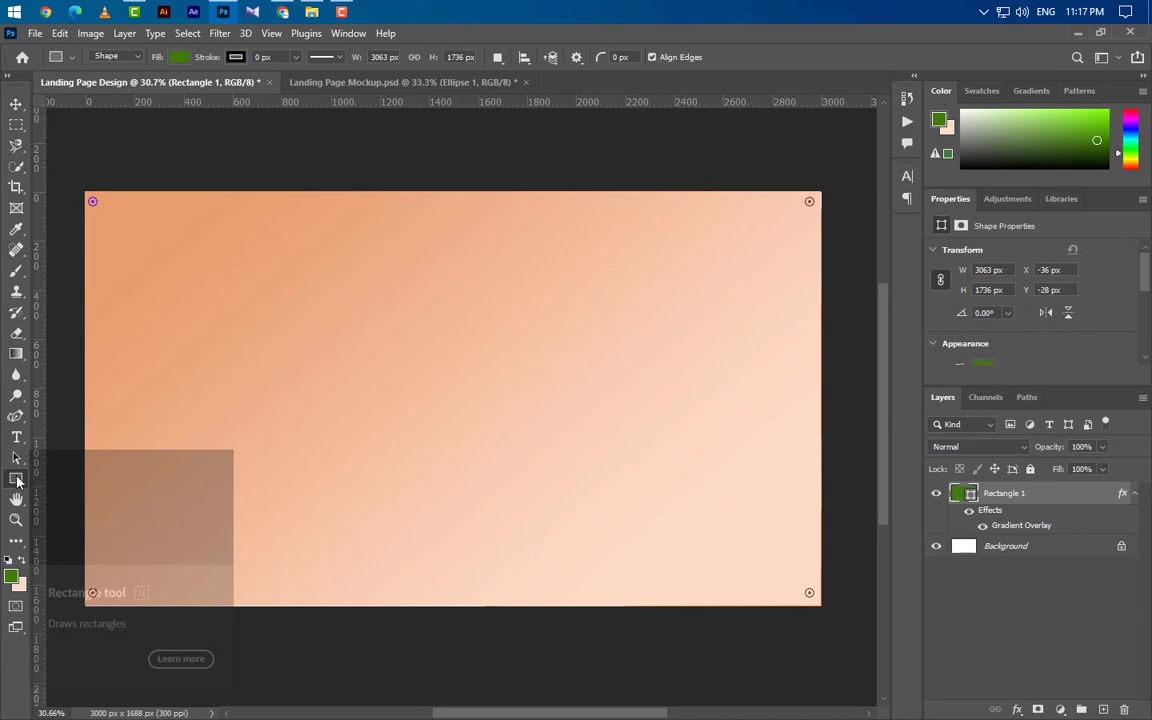 Ai
Ae
Ps
ENG
11:17 PM
Ps File Edit Image Layer Type Select Filter 3D View Plugins Window Help
Shape Fill: Stroke: 0 px W: 3063 px H: 1736 px 0 px Align Edges
Landing Page Design @ 30.7% (Rectangle 1, RGB/8) * × Landing Page Mockup.psd @ 33.3% (Ellipse 1, RGB/8) * ×
0 200 400 600 800 1000 1200 1400 1600 1800 2000 2200 2400 2600 2800 3000
Color Swatches Gradients Patterns
Properties Adjustments Libraries
Shape Properties
Transform
W 3063 px X -36 px
H 1736 px Y -28 px
0.00°
Appearance
Layers Channels Paths
Kind
Normal Opacity: 100%
Lock: Fill: 100%
Rectangle 1 fx
Effects
Gradient Overlay
Background
Rectangle tool U
Draws rectangles
Learn more
30.66% 3000 px x 1688 px (300 ppi)
fx